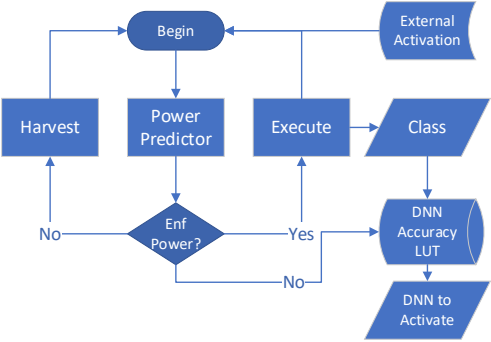 Begin
External
Activation
Harvest
Power
Predictor
Execute
Class
Enf
Power?
No
Yes
DNN
Accuracy
LUT
No
DNN to
Activate